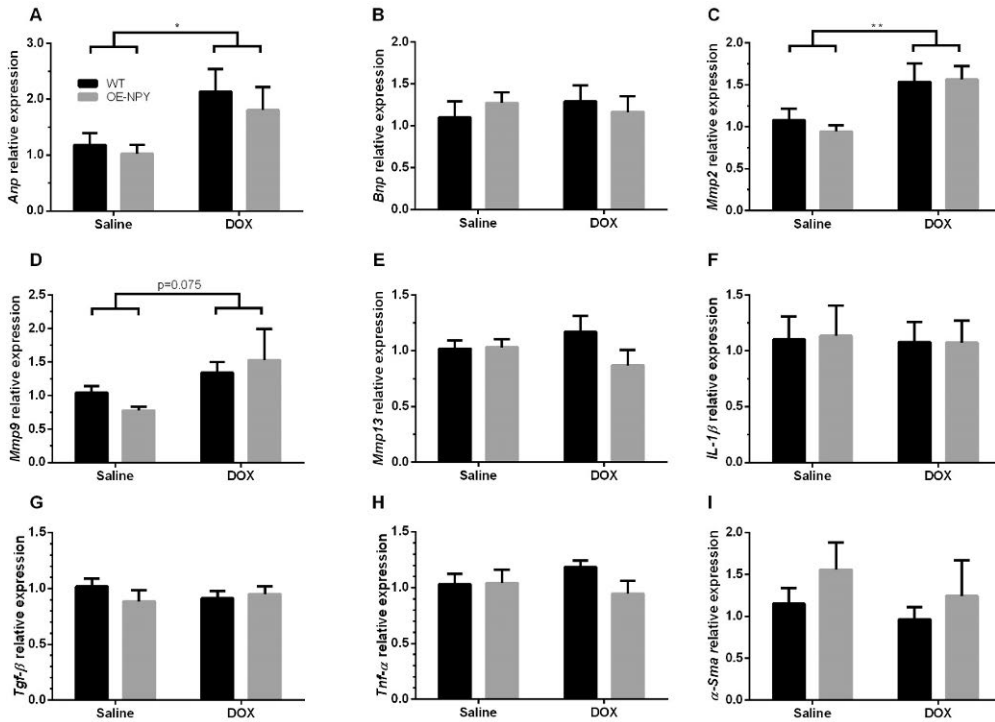 A
*
3.0
2.5
2.0
1.5
1.0
0.5
0.0
WT
OE-NPY
Anp relative expression
Saline
DOX
B
2.0
1.5
1.0
0.5
0.0
Bnp relative expression
Saline
DOX
C
**
2.0
1.5
1.0
0.5
0.0
Mmp2 relative expression
Saline
DOX
D
p=0.075
2.5
2.0
1.5
1.0
0.5
0.0
Mmp9 relative expression
Saline
DOX
E
1.5
1.0
0.5
0.0
Mmp13 relative expression
Saline
DOX
F
1.5
1.0
0.5
0.0
IL-1β relative expression
Saline
DOX
G
1.5
1.0
0.5
0.0
Tgf-β relative expression
Saline
DOX
H
1.5
1.0
0.5
0.0
Tnf-α relative expression
Saline
DOX
I
2.0
1.5
1.0
0.5
0.0
α-Sma relative expression
Saline
DOX